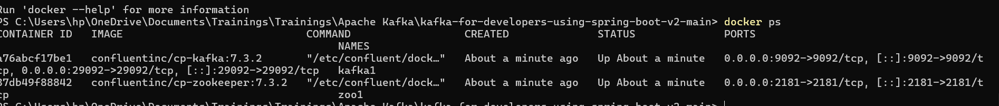 Run 'docker --help' for more information
PS C:\Users\hp\OneDrive\Documents\Trainings\Trainings\Apache Kafka\kafka-for-developers-using-spring-boot-v2-main> docker ps
CONTAINER ID   IMAGE                             COMMAND                  CREATED              STATUS              PORTS
                                                      NAMES
a76abcf17be1   confluentinc/cp-kafka:7.3.2       "/etc/confluent/dock…"   About a minute ago   Up About a minute   0.0.0.0:9092->9092/tcp, [::]:9092->9092/t
cp, 0.0.0.0:29092->29092/tcp, [::]:29092->29092/tcp   kafka1
87db49f88842   confluentinc/cp-zookeeper:7.3.2   "/etc/confluent/dock…"   About a minute ago   Up About a minute   0.0.0.0:2181->2181/tcp, [::]:2181->2181/t
cp                                                    zoo1
PS C:\Users\hp\OneDrive\Documents\Trainings\Trainings\Apache Kafka\kafka-for-developers-using-spring-boot-v2-main>